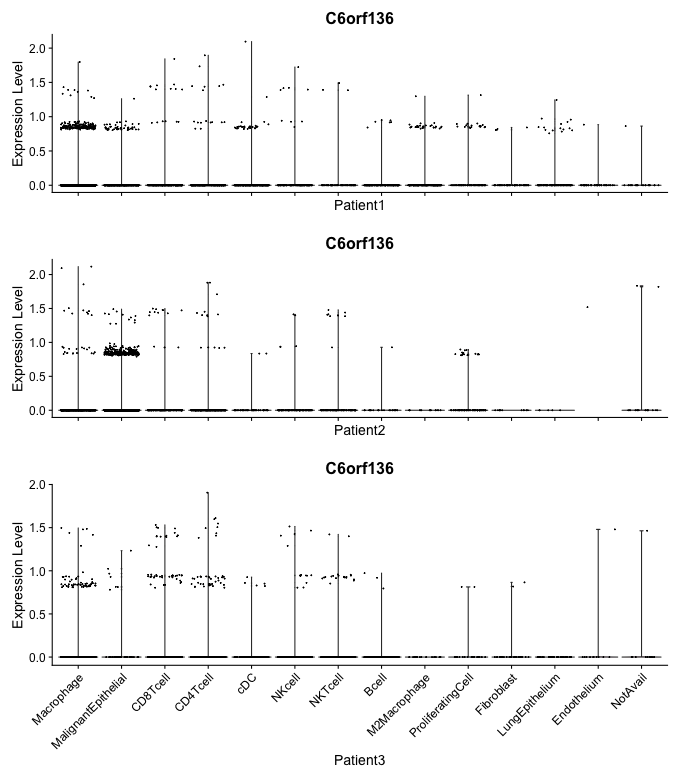 C6orf136
Expression Level
2.0
1.5
1.0
0.5
0.0
Patient1
C6orf136
Expression Level
2.0
1.5
1.0
0.5
0.0
Patient2
C6orf136
Expression Level
2.0
1.5
1.0
0.5
0.0
Macrophage
MalignantEpithelial
CD8Tcell
CD4Tcell
cDC
NKcell
NKTcell
Bcell
M2Macrophage
ProliferatingCell
Fibroblast
LungEpithelium
Endothelium
NotAvail
Patient3